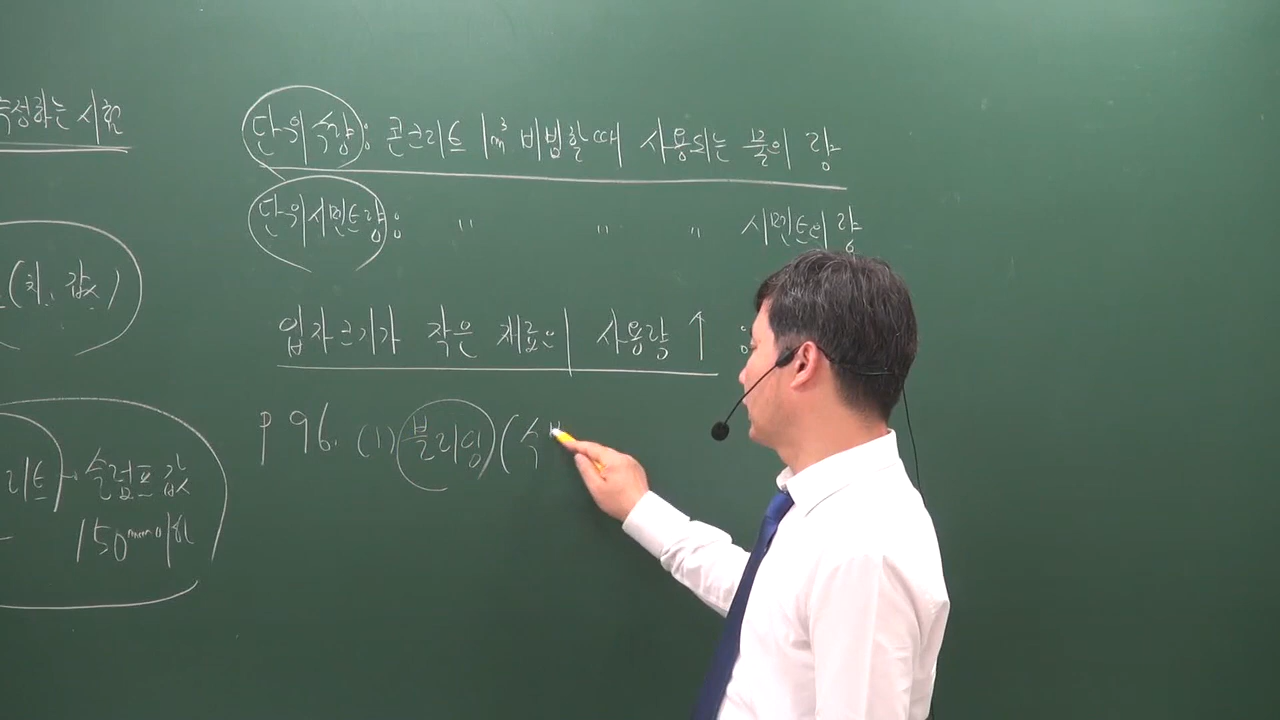 측정하는 시험
(치, 값)
리트 → 슬럼프 값
150mm 이하
단위수량: 콘크리트 1m³ 비빔할 때 사용되는 물의 량
단위시멘트량: " " " 시멘트의 량
입자크기가 작은 재료은 사용량 ↑ :
p 96. (1) 블리딩 (수